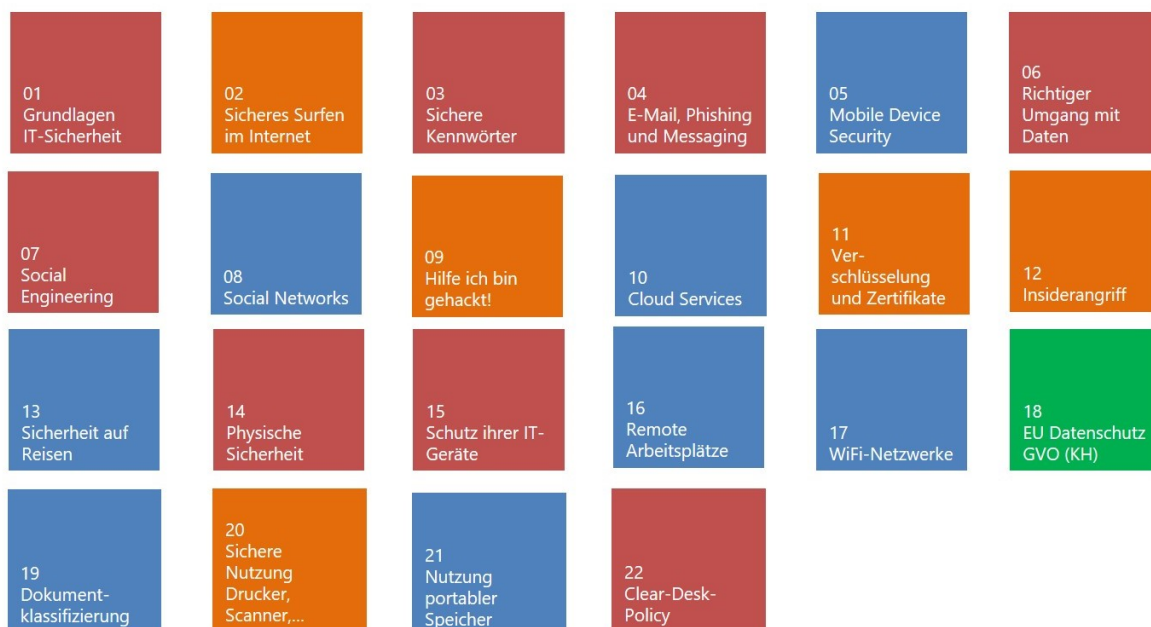 01
Grundlagen
IT-Sicherheit
02
Sicheres Surfen
im Internet
03
Sichere
Kennwörter
04
E-Mail, Phishing
und Messaging
05
Mobile Device
Security
06
Richtiger
Umgang mit
Daten
07
Social
Engineering
08
Social Networks
09
Hilfe ich bin
gehackt!
10
Cloud Services
11
Ver-
schlüsselung
und Zertifikate
12
Insiderangriff
13
Sicherheit auf
Reisen
14
Physische
Sicherheit
15
Schutz ihrer IT-
Geräte
16
Remote
Arbeitsplätze
17
WiFi-Netzwerke
18
EU Datenschutz
GVO (KH)
19
Dokument-
klassifizierung
20
Sichere
Nutzung
Drucker,
Scanner,...
21
Nutzung
portabler
Speicher
22
Clear-Desk-
Policy